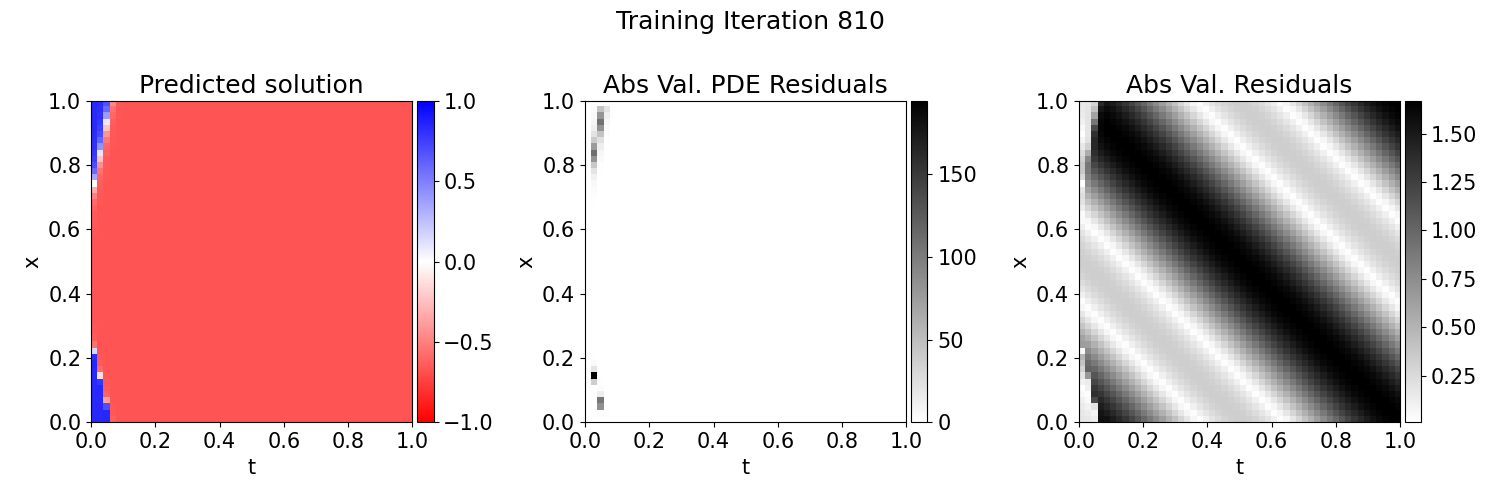 Training Iteration 810
Predicted solution
Abs Val. PDE Residuals
Abs Val. Residuals
1.0
0.8
0.6
0.4
0.2
0.0
x
0.0 0.2 0.4 0.6 0.8 1.0
t
1.0
0.5
0.0
−0.5
−1.0
1.0
0.8
0.6
0.4
0.2
0.0
x
0.0 0.2 0.4 0.6 0.8 1.0
t
150
100
50
0
1.0
0.8
0.6
0.4
0.2
0.0
x
0.0 0.2 0.4 0.6 0.8 1.0
t
1.50
1.25
1.00
0.75
0.50
0.25